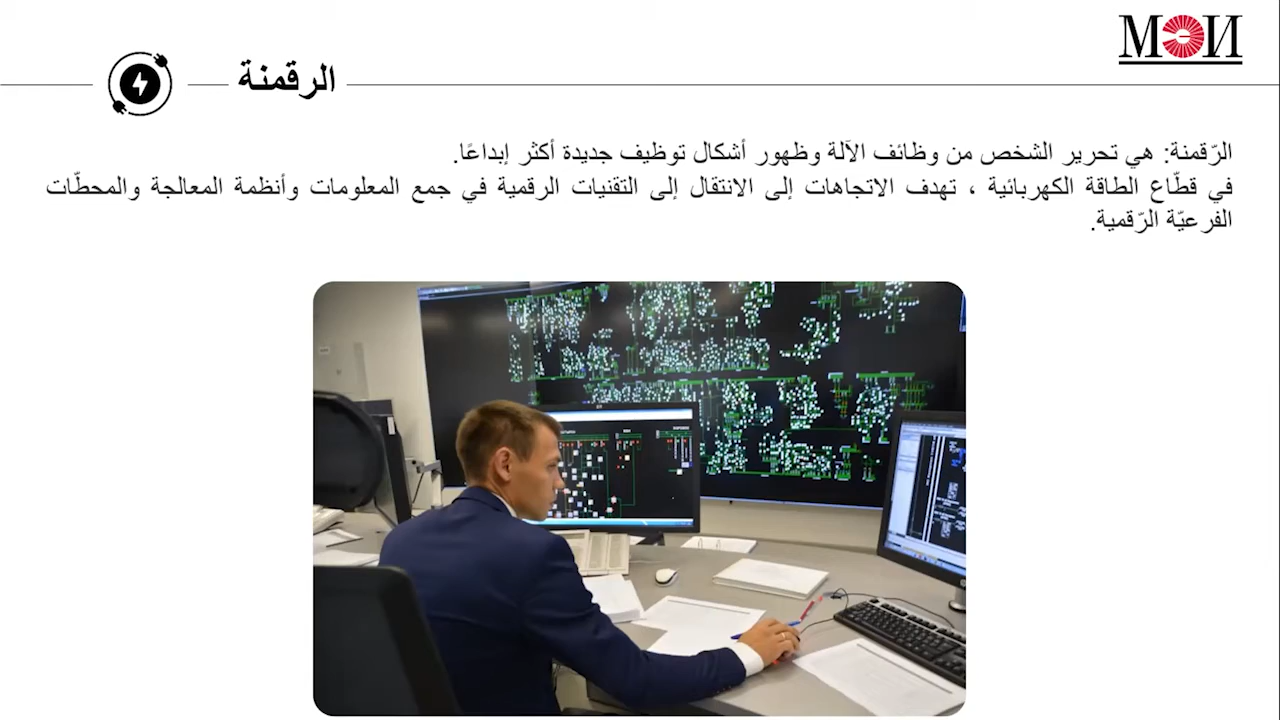 МЭИ
الرقمنة
الرّقمنة: هي تحرير الشخص من وظائف الآلة وظهور أشكال توظيف جديدة أكثر إبداعًا.
في قطّاع الطاقة الكهربائية ، تهدف الاتجاهات إلى الانتقال إلى التقنيات الرقمية في جمع المعلومات وأنظمة المعالجة والمحطّات
الفرعيّة الرّقمية.